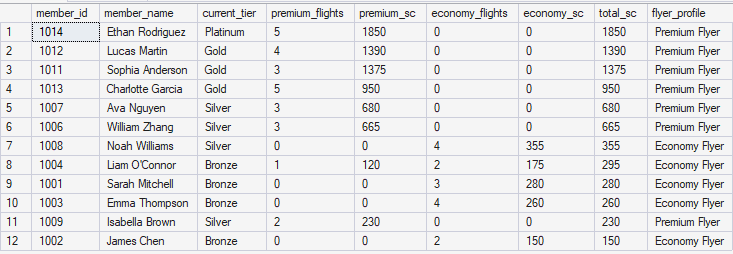 member_id member_name current_tier premium_flights premium_sc economy_flights economy_sc total_sc flyer_profile
1 1014 Ethan Rodriguez Platinum 5 1850 0 0 1850 Premium Flyer
2 1012 Lucas Martin Gold 4 1390 0 0 1390 Premium Flyer
3 1011 Sophia Anderson Gold 3 1375 0 0 1375 Premium Flyer
4 1013 Charlotte Garcia Gold 5 950 0 0 950 Premium Flyer
5 1007 Ava Nguyen Silver 3 680 0 0 680 Premium Flyer
6 1006 William Zhang Silver 3 665 0 0 665 Premium Flyer
7 1008 Noah Williams Silver 0 0 4 355 355 Economy Flyer
8 1004 Liam O'Connor Bronze 1 120 2 175 295 Economy Flyer
9 1001 Sarah Mitchell Bronze 0 0 3 280 280 Economy Flyer
10 1003 Emma Thompson Bronze 0 0 4 260 260 Economy Flyer
11 1009 Isabella Brown Silver 2 230 0 0 230 Premium Flyer
12 1002 James Chen Bronze 0 0 2 150 150 Economy Flyer